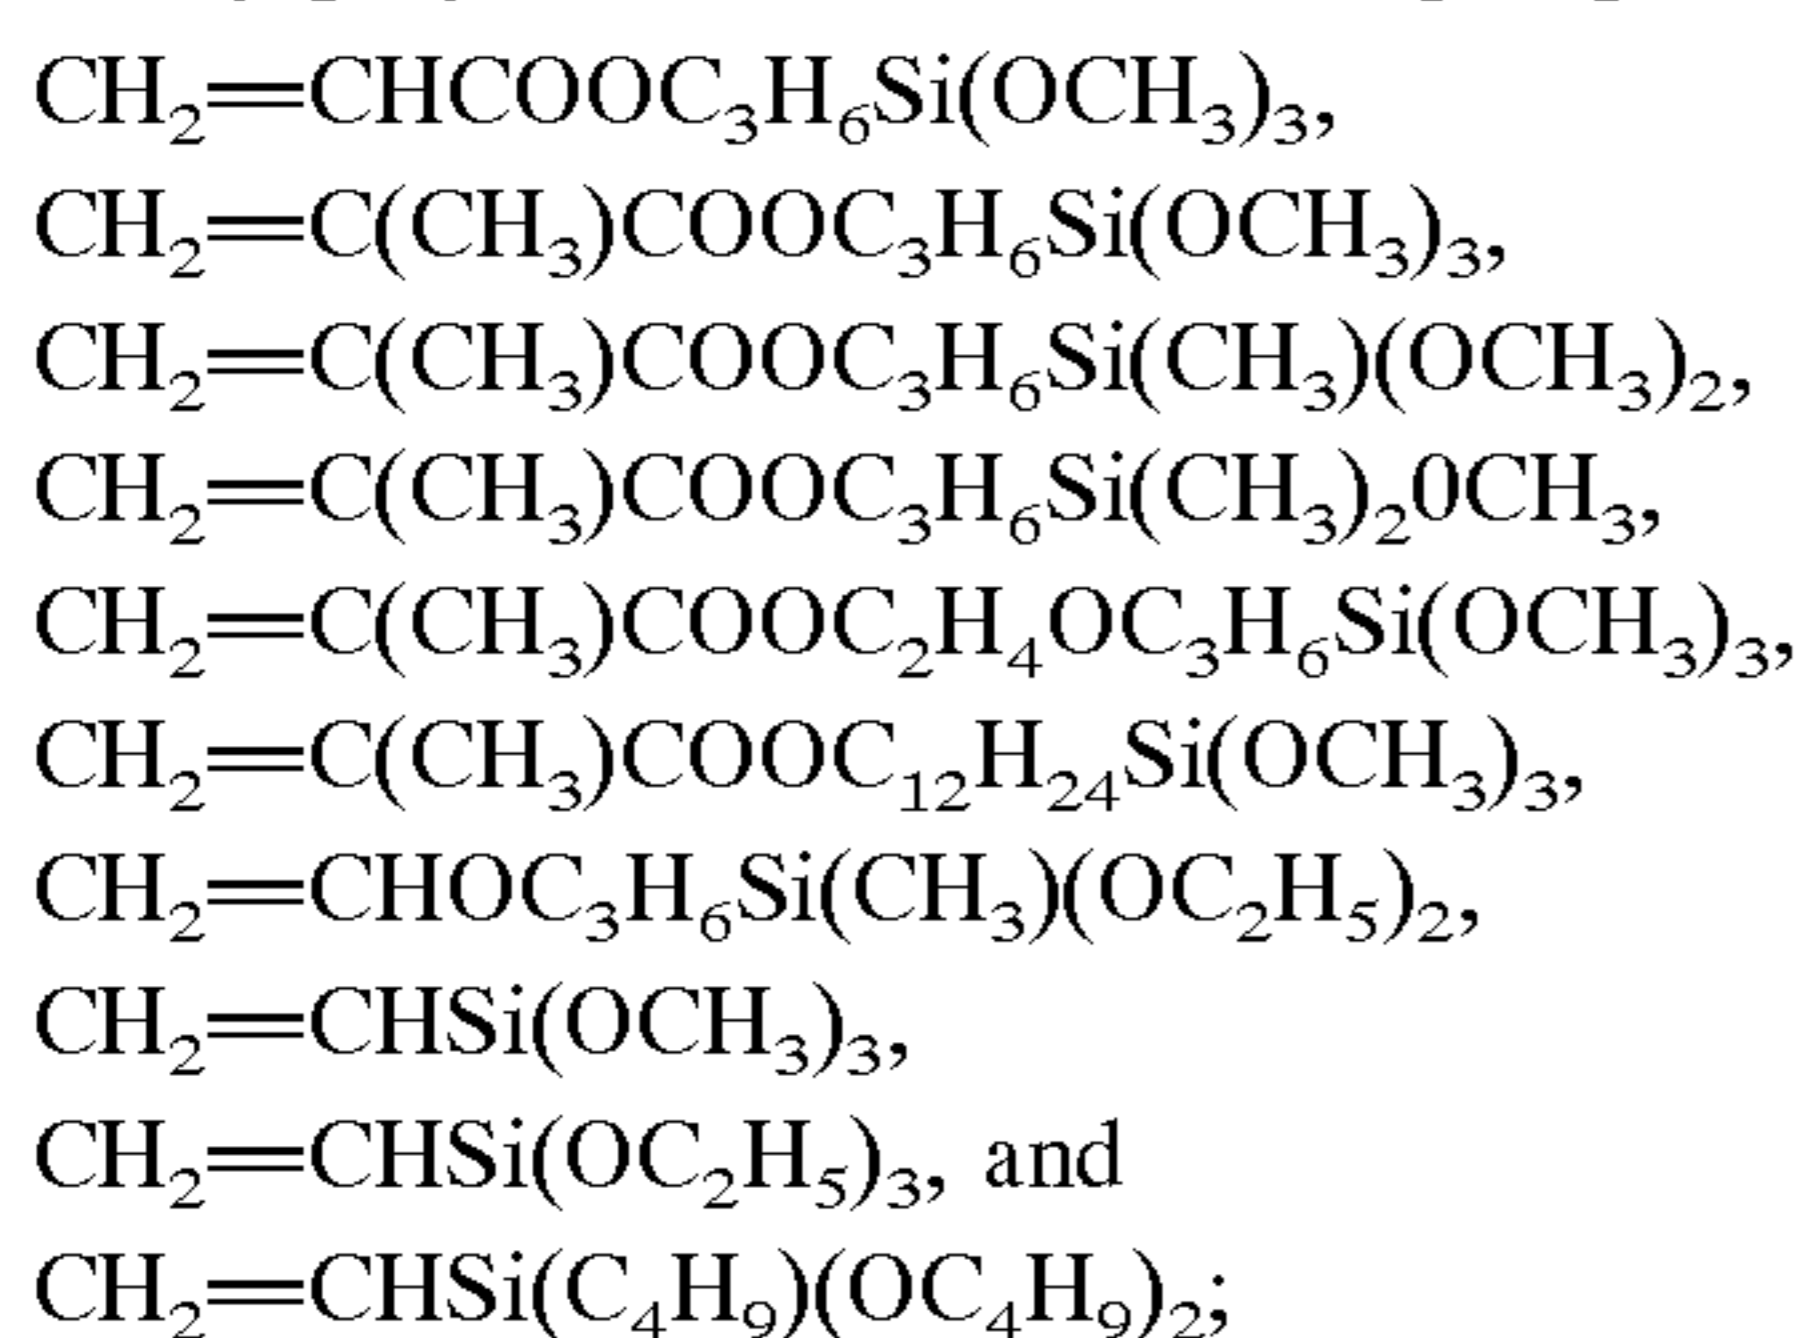 CH₂═CHCOOC₃H₆Si(OCH₃)₃,
CH₂═C(CH₃)COOC₃H₆Si(OCH₃)₃,
CH₂═C(CH₃)COOC₃H₆Si(CH₃)(OCH₃)₂,
CH₂═C(CH₃)COOC₃H₆Si(CH₃)₂0CH₃,
CH₂═C(CH₃)COOC₂H₄OC₃H₆Si(OCH₃)₃,
CH₂═C(CH₃)COOC₁₂H₂₄Si(OCH₃)₃,
CH₂═CHOC₃H₆Si(CH₃)(OC₂H₅)₂,
CH₂═CHSi(OCH₃)₃,
CH₂═CHSi(OC₂H₅)₃, and
CH₂═CHSi(C₄H₉)(OC₄H₉)₂;